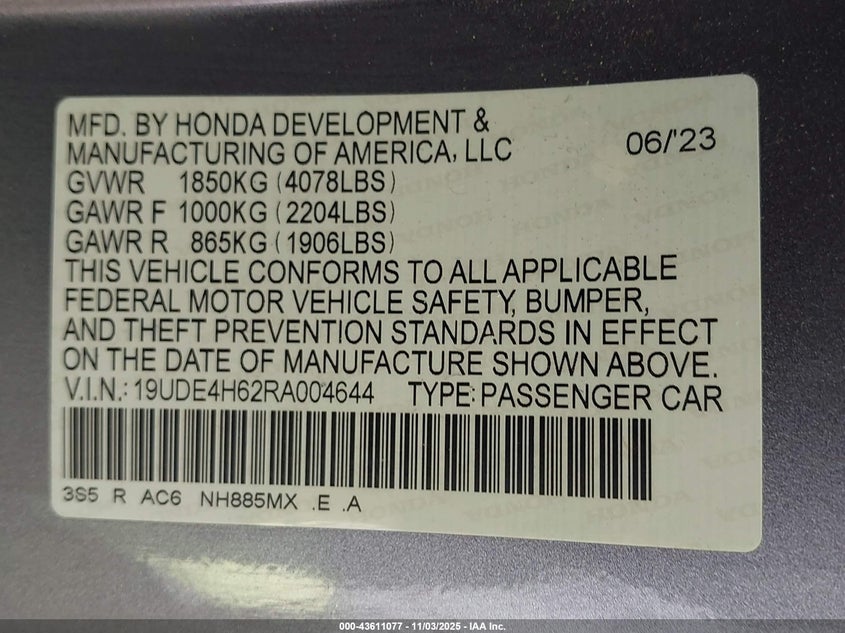 MFD. BY HONDA DEVELOPMENT &
MANUFACTURING OF AMERICA, LLC 06/'23
GVWR 1850KG (4078LBS)
GAWR F 1000KG (2204LBS)
GAWR R 865KG (1906LBS)
THIS VEHICLE CONFORMS TO ALL APPLICABLE
FEDERAL MOTOR VEHICLE SAFETY, BUMPER,
AND THEFT PREVENTION STANDARDS IN EFFECT
ON THE DATE OF MANUFACTURE SHOWN ABOVE.
V.I.N.: 19UDE4H62RA004644 TYPE: PASSENGER CAR
3S5 R AC6 NH885MX .E .A
HONDA
000-43611077 - 11/03/2025 - IAA Inc.